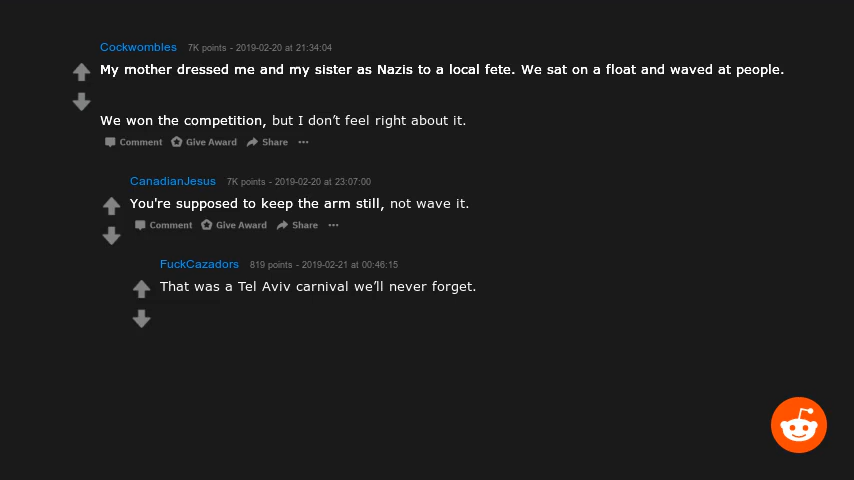 Cockwombles 7K points - 2019-02-20 at 21:34:04
My mother dressed me and my sister as Nazis to a local fete. We sat on a float and waved at people.
We won the competition, but I don’t feel right about it.
Comment Give Award Share ···
CanadianJesus 7K points - 2019-02-20 at 23:07:00
You're supposed to keep the arm still, not wave it.
Comment Give Award Share ···
FuckCazadors 819 points - 2019-02-21 at 00:46:15
That was a Tel Aviv carnival we’ll never forget.